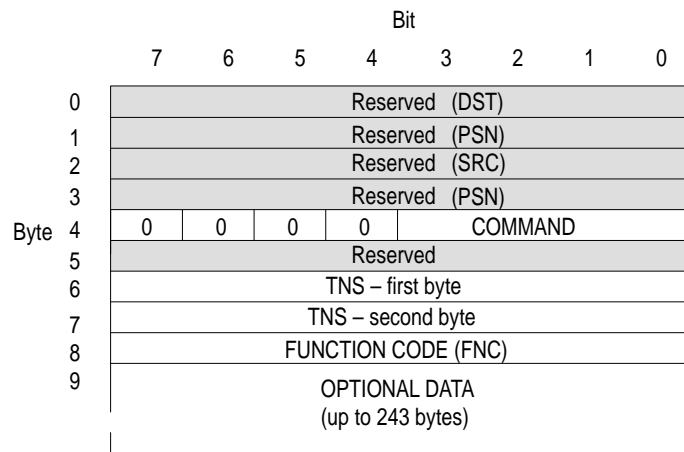 Bit
7 6 5 4 3 2 1 0
0 Reserved (DST)
1 Reserved (PSN)
2 Reserved (SRC)
3 Reserved (PSN)
Byte 4 0 0 0 0 COMMAND
5 Reserved
6 TNS – first byte
7 TNS – second byte
8 FUNCTION CODE (FNC)
9 OPTIONAL DATA
(up to 243 bytes)